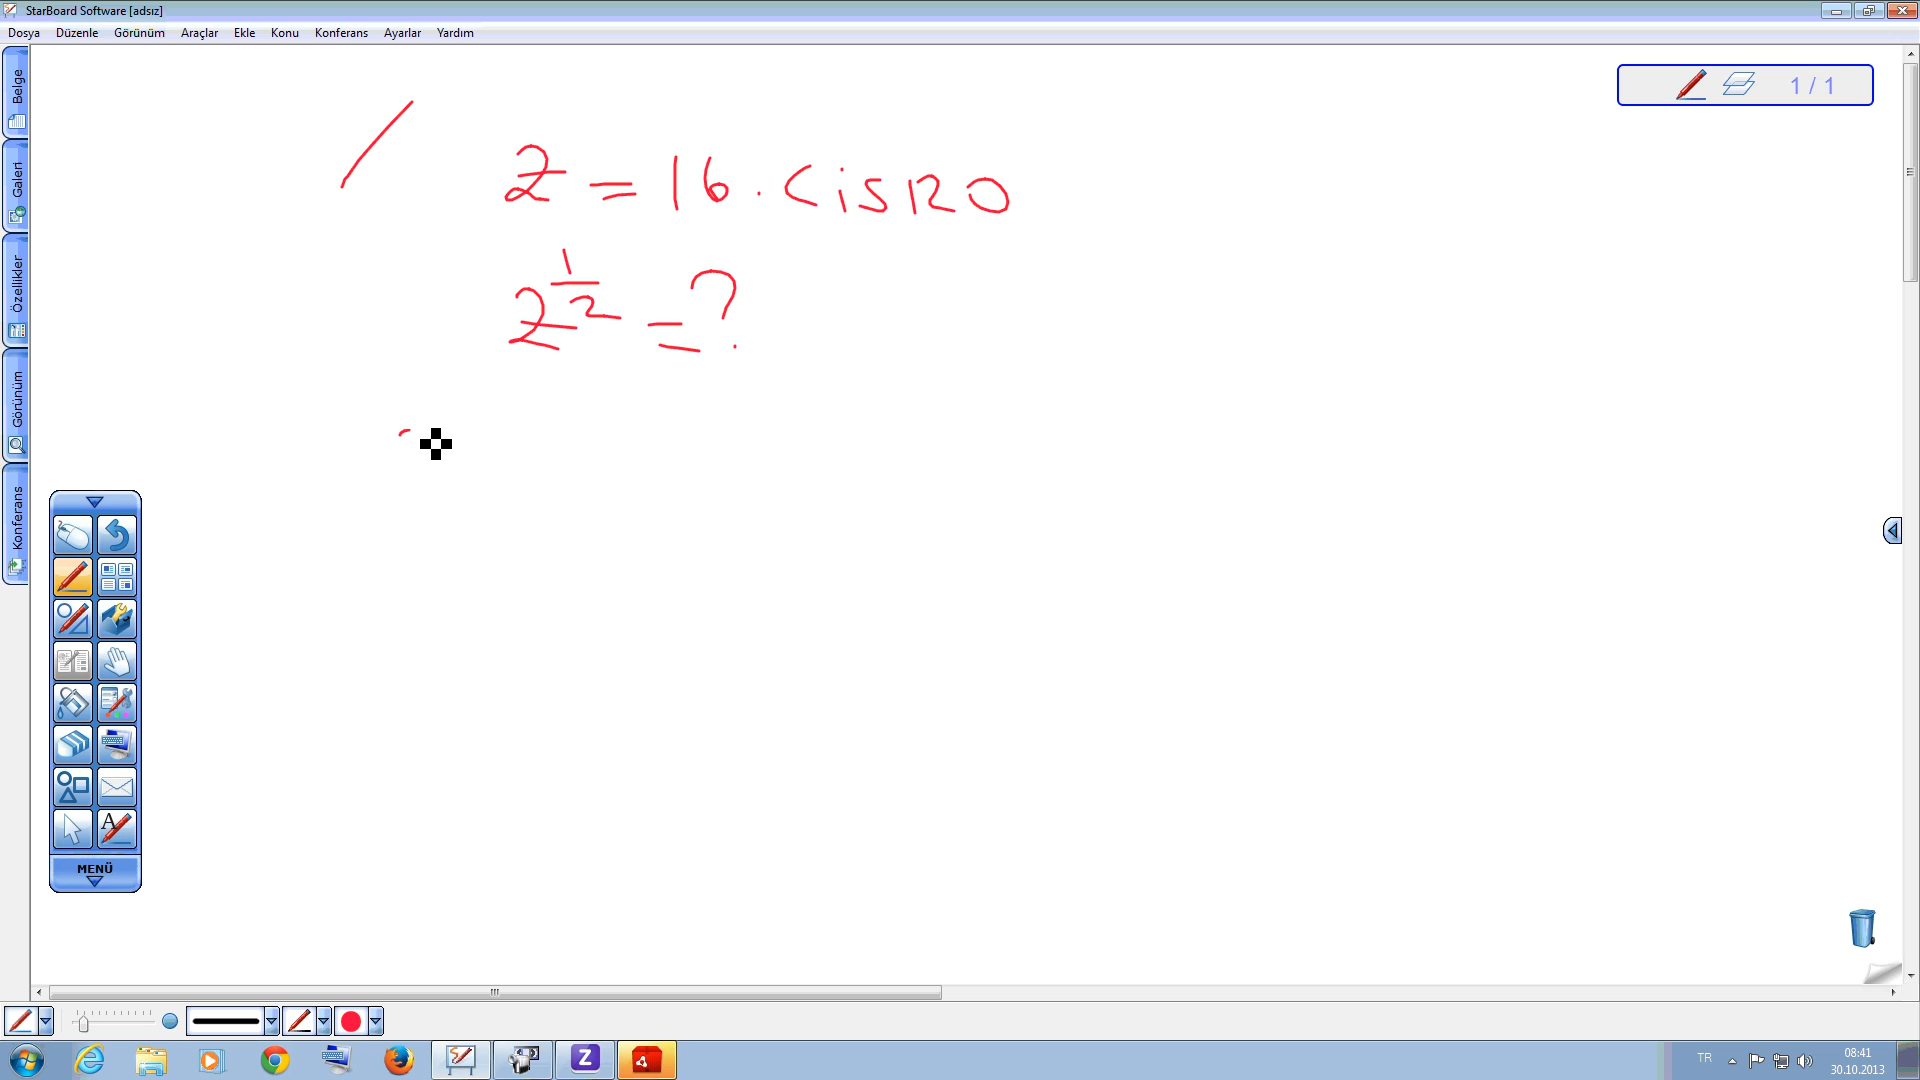 StarBoard Software [adsız]
Dosya Düzenle Görünüm Araçlar Ekle Konu Konferans Ayarlar Yardım
Belge
Galeri
Özellikler
Görünüm
Konferans
1 / 1
z = 16 . cis120
z^{\frac{1}{2}} = ?
A
MENÜ
Z
TR
08:41
30.10.2013